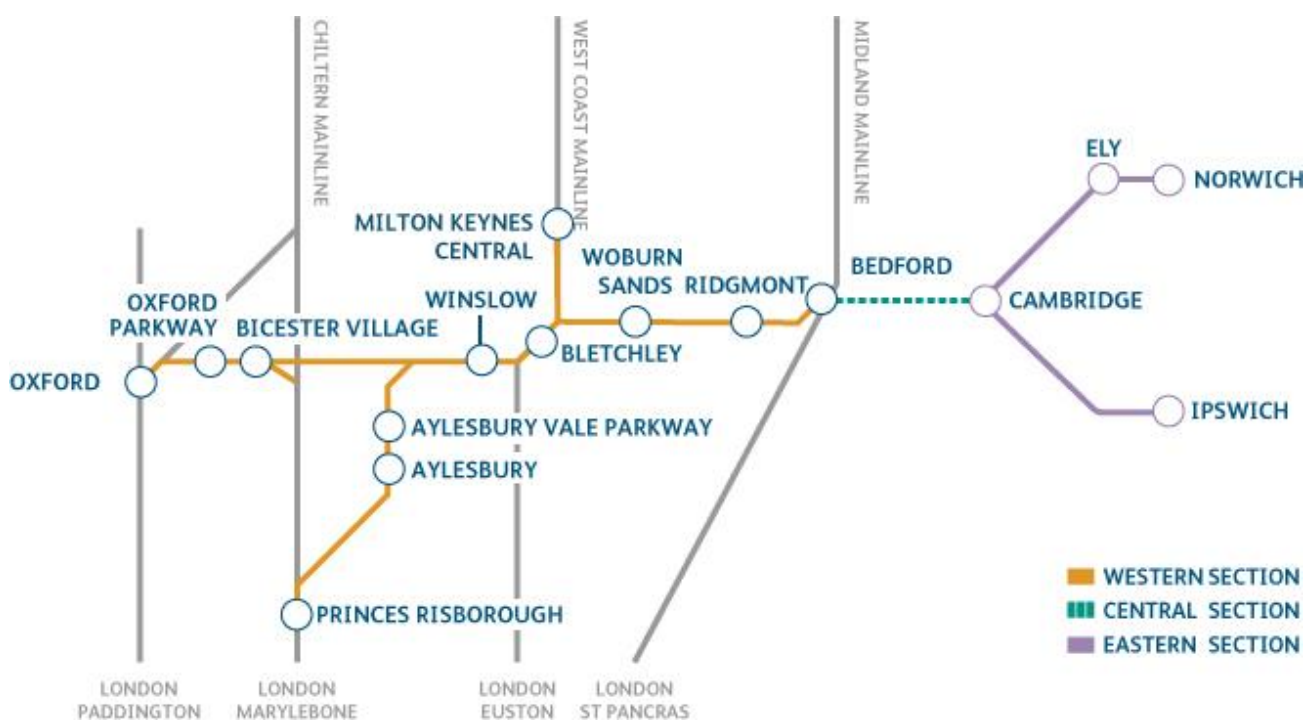 CHILTERN MAINLINE
WEST COAST MAINLINE
MIDLAND MAINLINE
ELY
NORWICH
MILTON KEYNES
CENTRAL
WOBURN
SANDS
RIDGMONT
BEDFORD
CAMBRIDGE
OXFORD
PARKWAY
BICESTER VILLAGE
WINSLOW
BLETCHLEY
OXFORD
IPSWICH
AYLESBURY VALE PARKWAY
AYLESBURY
PRINCES RISBOROUGH
WESTERN SECTION
CENTRAL SECTION
EASTERN SECTION
LONDON
PADDINGTON
LONDON
MARYLEBONE
LONDON
EUSTON
LONDON
ST PANCRAS